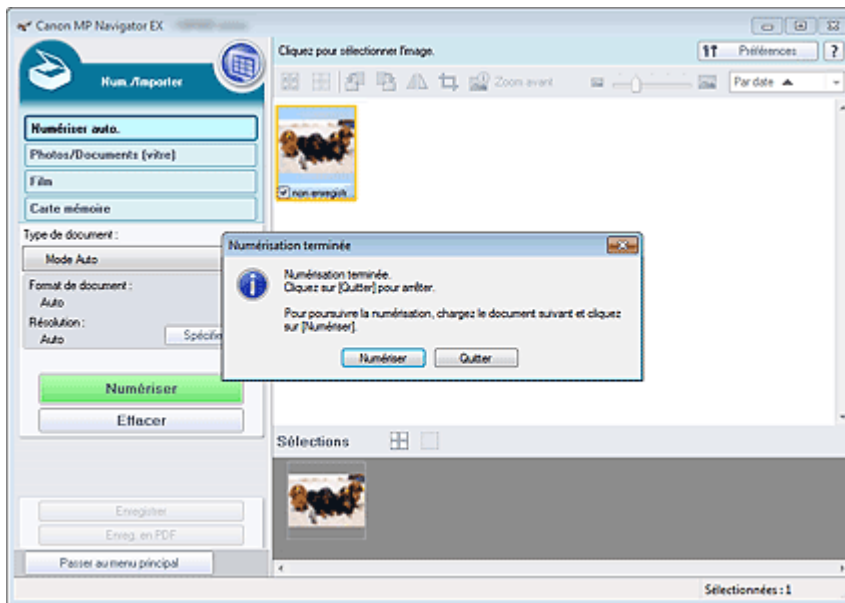 Canon MP Navigator EX
Cliquez pour sélectionner l'image.
Préférences
?
Num./Importer
Zoom avant
Par date
Numériser auto.
Photos/Documents (vitre)
Film
Carte mémoire
non enregistr...
Type de document :
Mode Auto
Format de document :
Auto
Résolution :
Auto
Spécifie
Numérisation terminée
Numérisation terminée.
Cliquez sur [Quitter] pour arrêter.
Pour poursuivre la numérisation, chargez le document suivant et cliquez
sur [Numériser].
Numériser
Quitter
Numériser
Effacer
Sélections
Enregistrer
Enreg. en PDF
Passer au menu principal
Sélectionnées : 1